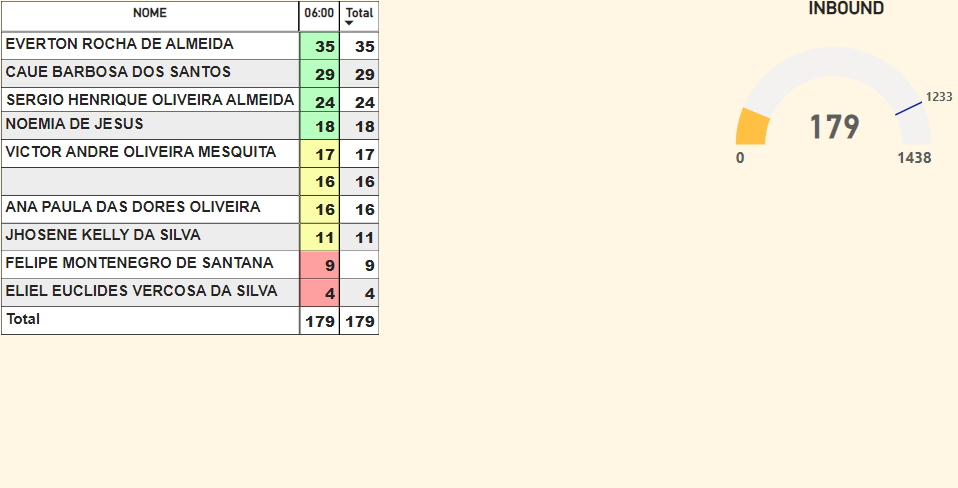 NOME 06:00 Total
EVERTON ROCHA DE ALMEIDA 35 35
CAUE BARBOSA DOS SANTOS 29 29
SERGIO HENRIQUE OLIVEIRA ALMEIDA 24 24
NOEMIA DE JESUS 18 18
VICTOR ANDRE OLIVEIRA MESQUITA 17 17
16 16
ANA PAULA DAS DORES OLIVEIRA 16 16
JHOSENE KELLY DA SILVA 11 11
FELIPE MONTENEGRO DE SANTANA 9 9
ELIEL EUCLIDES VERCOSA DA SILVA 4 4
Total 179 179
INBOUND
1233
179
0 1438